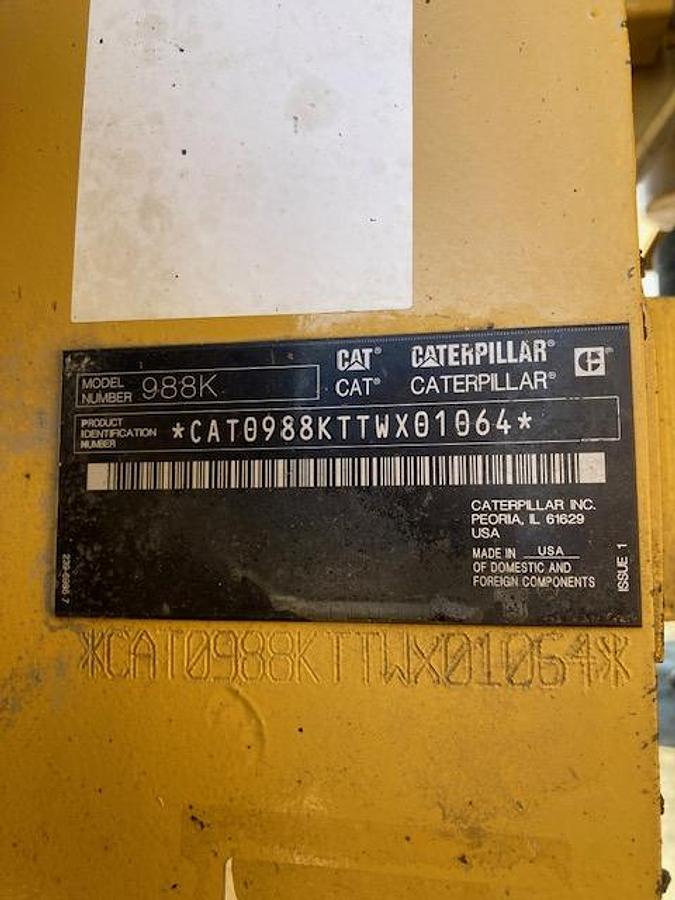 MODEL NUMBER 988K
CAT® CATERPILLAR®
CAT® CATERPILLAR®
PRODUCT IDENTIFICATION NUMBER *CAT0988KTTWX01064*
CATERPILLAR INC.
PEORIA, IL 61629
USA
MADE IN USA
OF DOMESTIC AND
FOREIGN COMPONENTS
ISSUE 1
*CAT0988KTTWX01064*